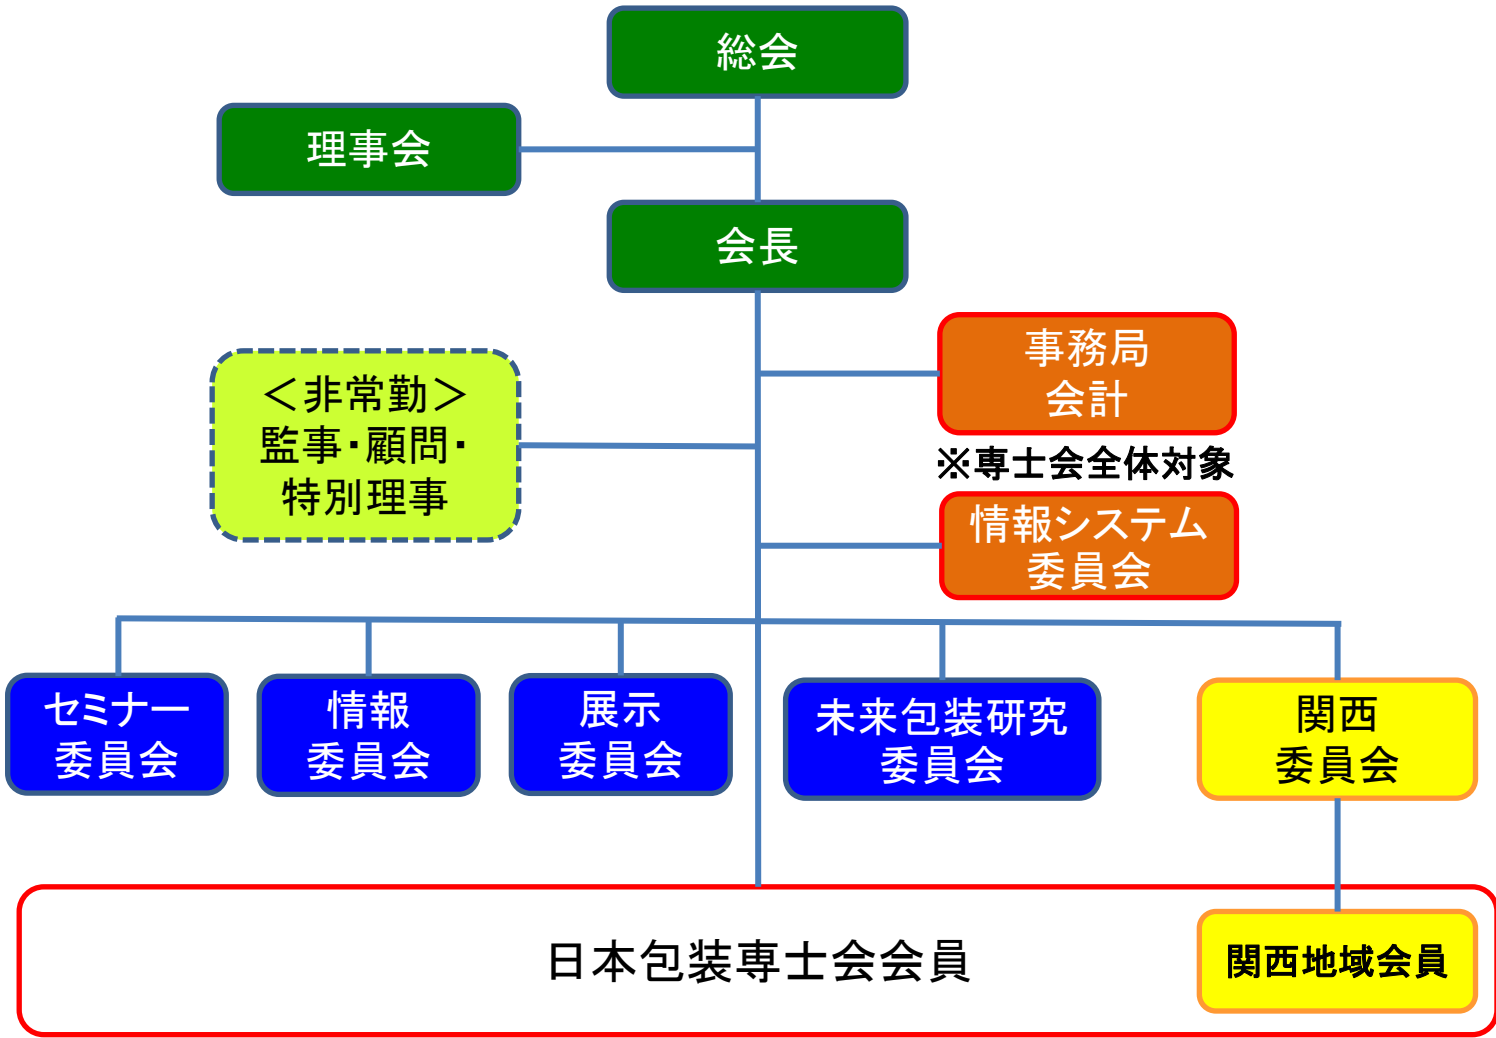 総会
理事会
会長
事務局
会計
＜非常勤＞
監事・顧問・
特別理事
※専士会全体対象
情報システム
委員会
セミナー
委員会
情報
委員会
展示
委員会
未来包装研究
委員会
関西
委員会
日本包装専士会会員
関西地域会員